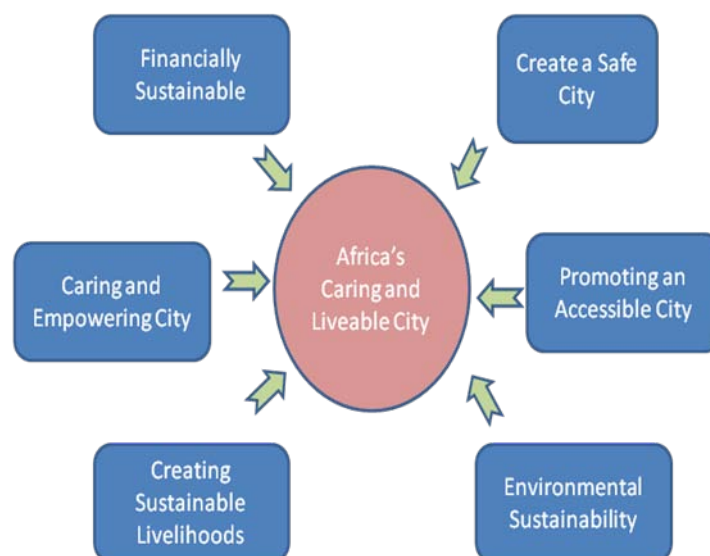 Financially
Sustainable
Create a Safe
City
Caring and
Empowering City
Africa's
Caring and
Liveable City
Promoting an
Accessible City
Creating
Sustainable
Livelihoods
Environmental
Sustainability